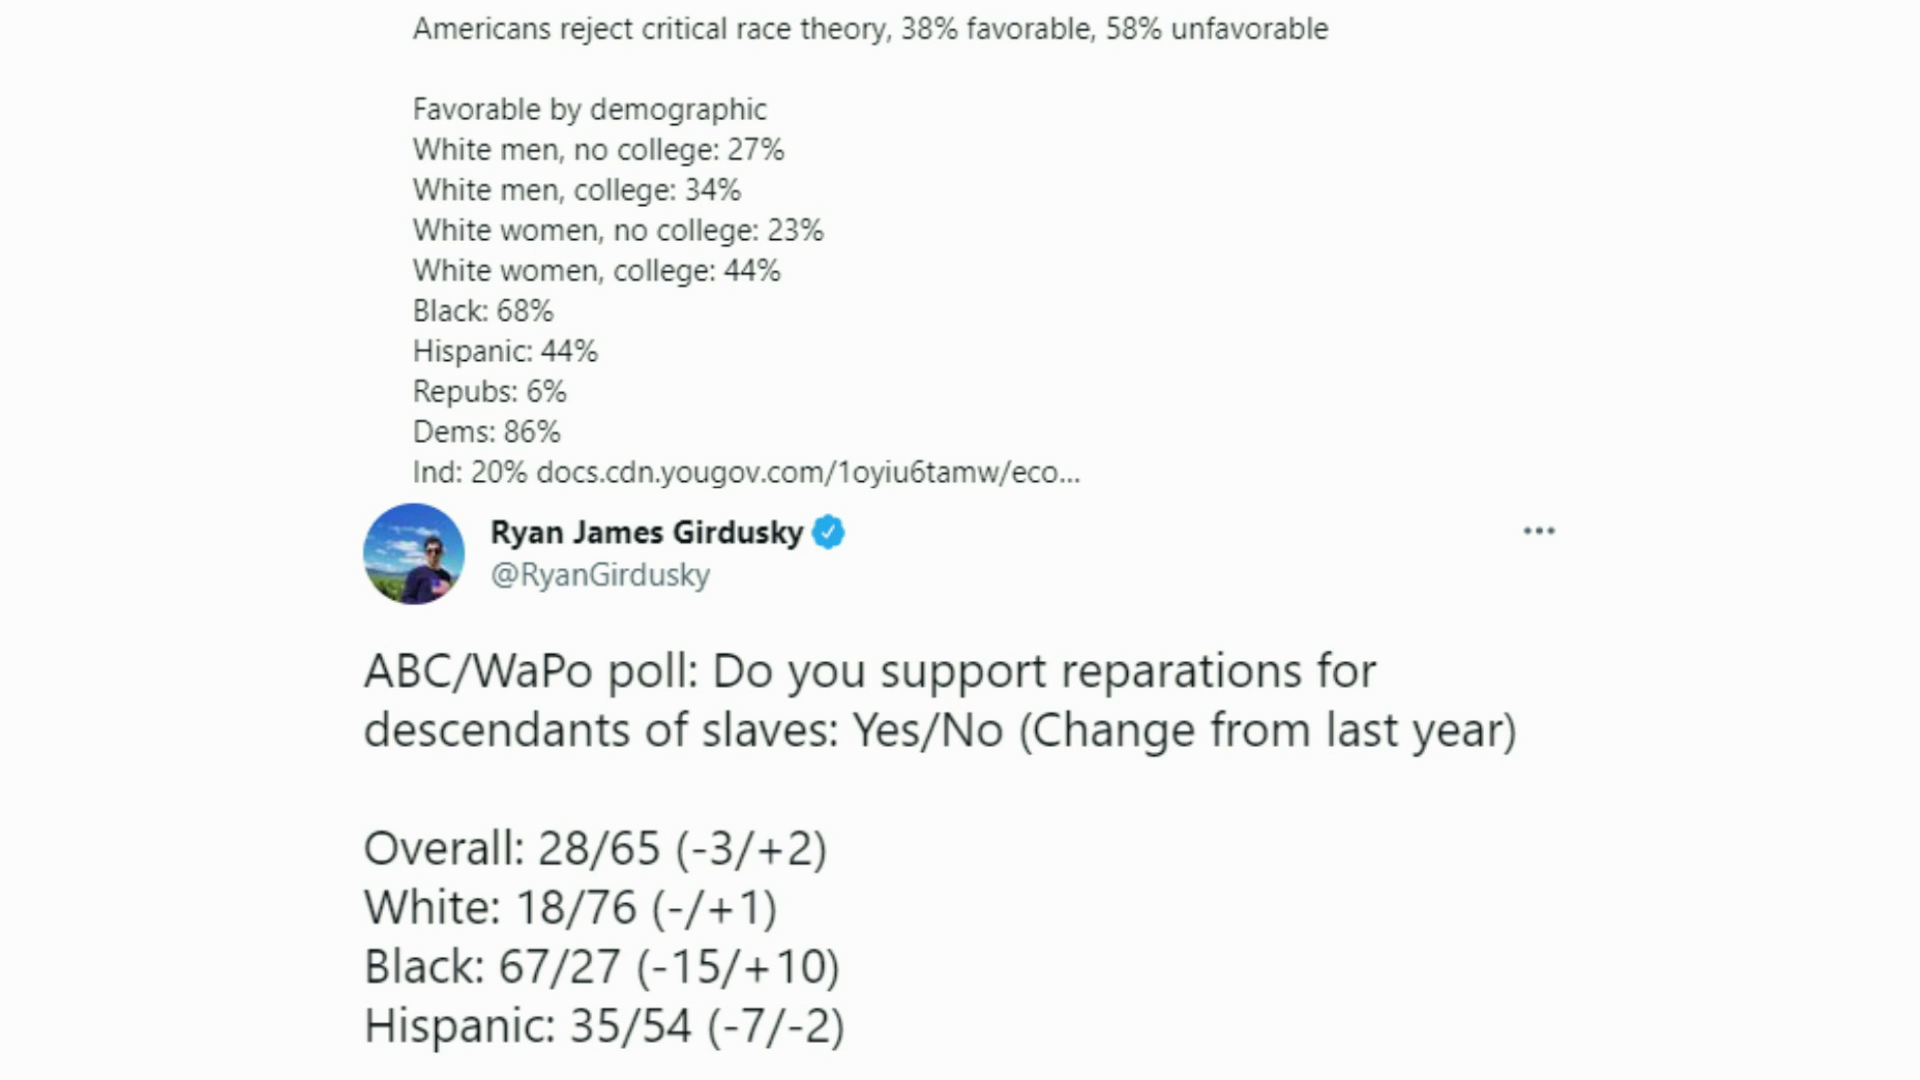 Americans reject critical race theory, 38% favorable, 58% unfavorable
Favorable by demographic
White men, no college: 27%
White men, college: 34%
White women, no college: 23%
White women, college: 44%
Black: 68%
Hispanic: 44%
Repubs: 6%
Dems: 86%
Ind: 20% docs.cdn.yougov.com/1oyiu6tamw/eco...
Ryan James Girdusky
@RyanGirdusky
ABC/WaPo poll: Do you support reparations for
descendants of slaves: Yes/No (Change from last year)
Overall: 28/65 (-3/+2)
White: 18/76 (-/+1)
Black: 67/27 (-15/+10)
Hispanic: 35/54 (-7/-2)